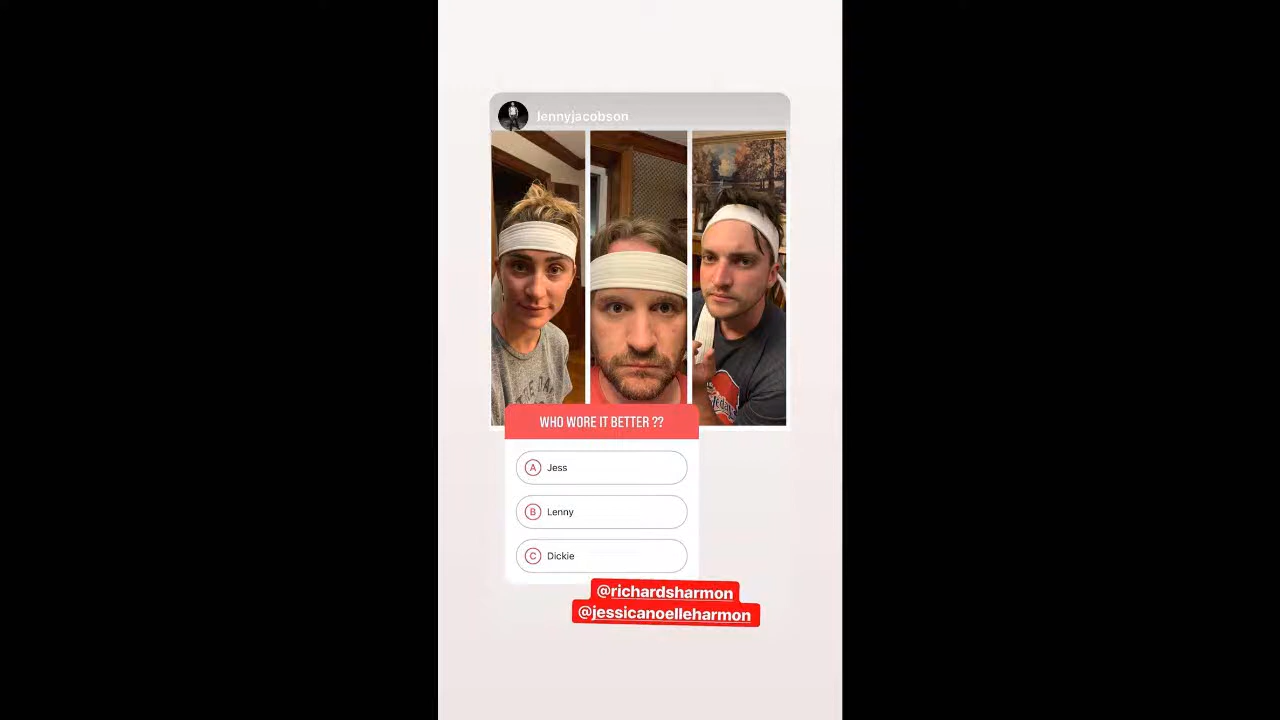 lennyjacobson
WHO WORE IT BETTER ??
A Jess
B Lenny
C Dickie
@richardsharmon
@jessicanoelleharmon